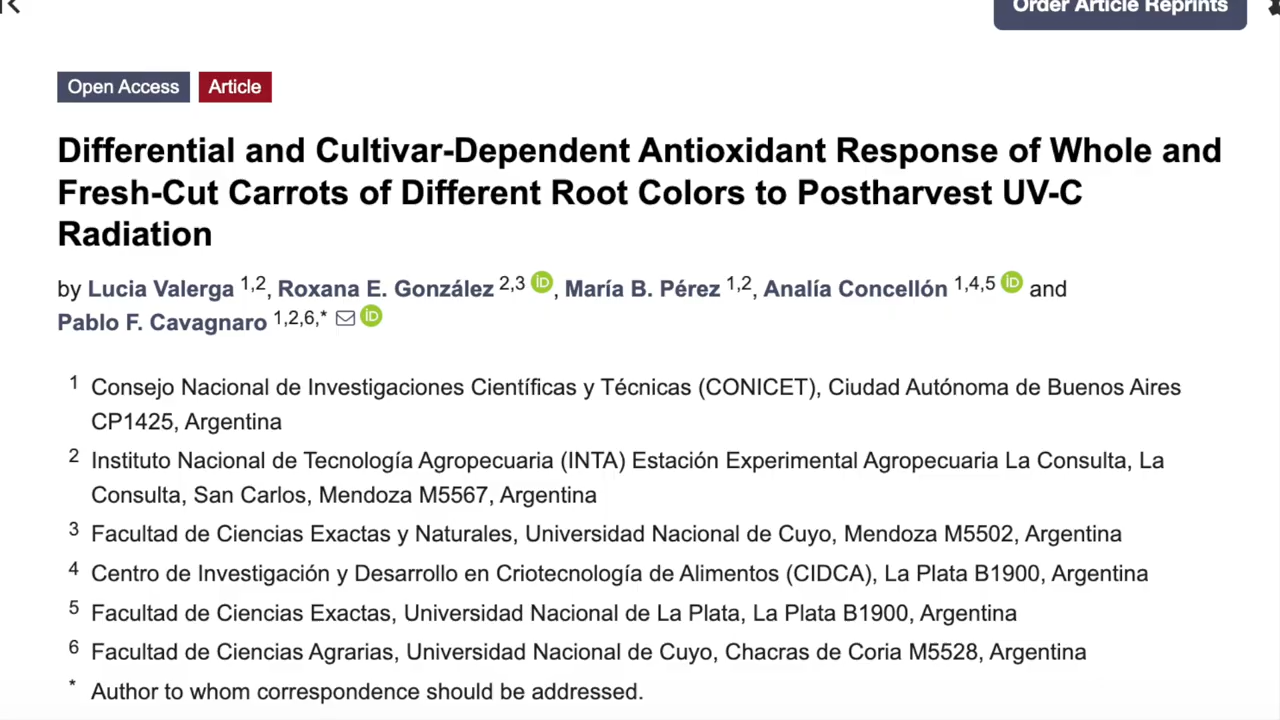 Order Article Reprints
Open Access Article
Differential and Cultivar-Dependent Antioxidant Response of Whole and
Fresh-Cut Carrots of Different Root Colors to Postharvest UV-C
Radiation
by Lucia Valerga 1,2, Roxana E. González 2,3 iD, María B. Pérez 1,2, Analía Concellón 1,4,5 iD and
Pablo F. Cavagnaro 1,2,6,* iD
1 Consejo Nacional de Investigaciones Científicas y Técnicas (CONICET), Ciudad Autónoma de Buenos Aires
CP1425, Argentina
2 Instituto Nacional de Tecnología Agropecuaria (INTA) Estación Experimental Agropecuaria La Consulta, La
Consulta, San Carlos, Mendoza M5567, Argentina
3 Facultad de Ciencias Exactas y Naturales, Universidad Nacional de Cuyo, Mendoza M5502, Argentina
4 Centro de Investigación y Desarrollo en Criotecnología de Alimentos (CIDCA), La Plata B1900, Argentina
5 Facultad de Ciencias Exactas, Universidad Nacional de La Plata, La Plata B1900, Argentina
6 Facultad de Ciencias Agrarias, Universidad Nacional de Cuyo, Chacras de Coria M5528, Argentina
* Author to whom correspondence should be addressed.